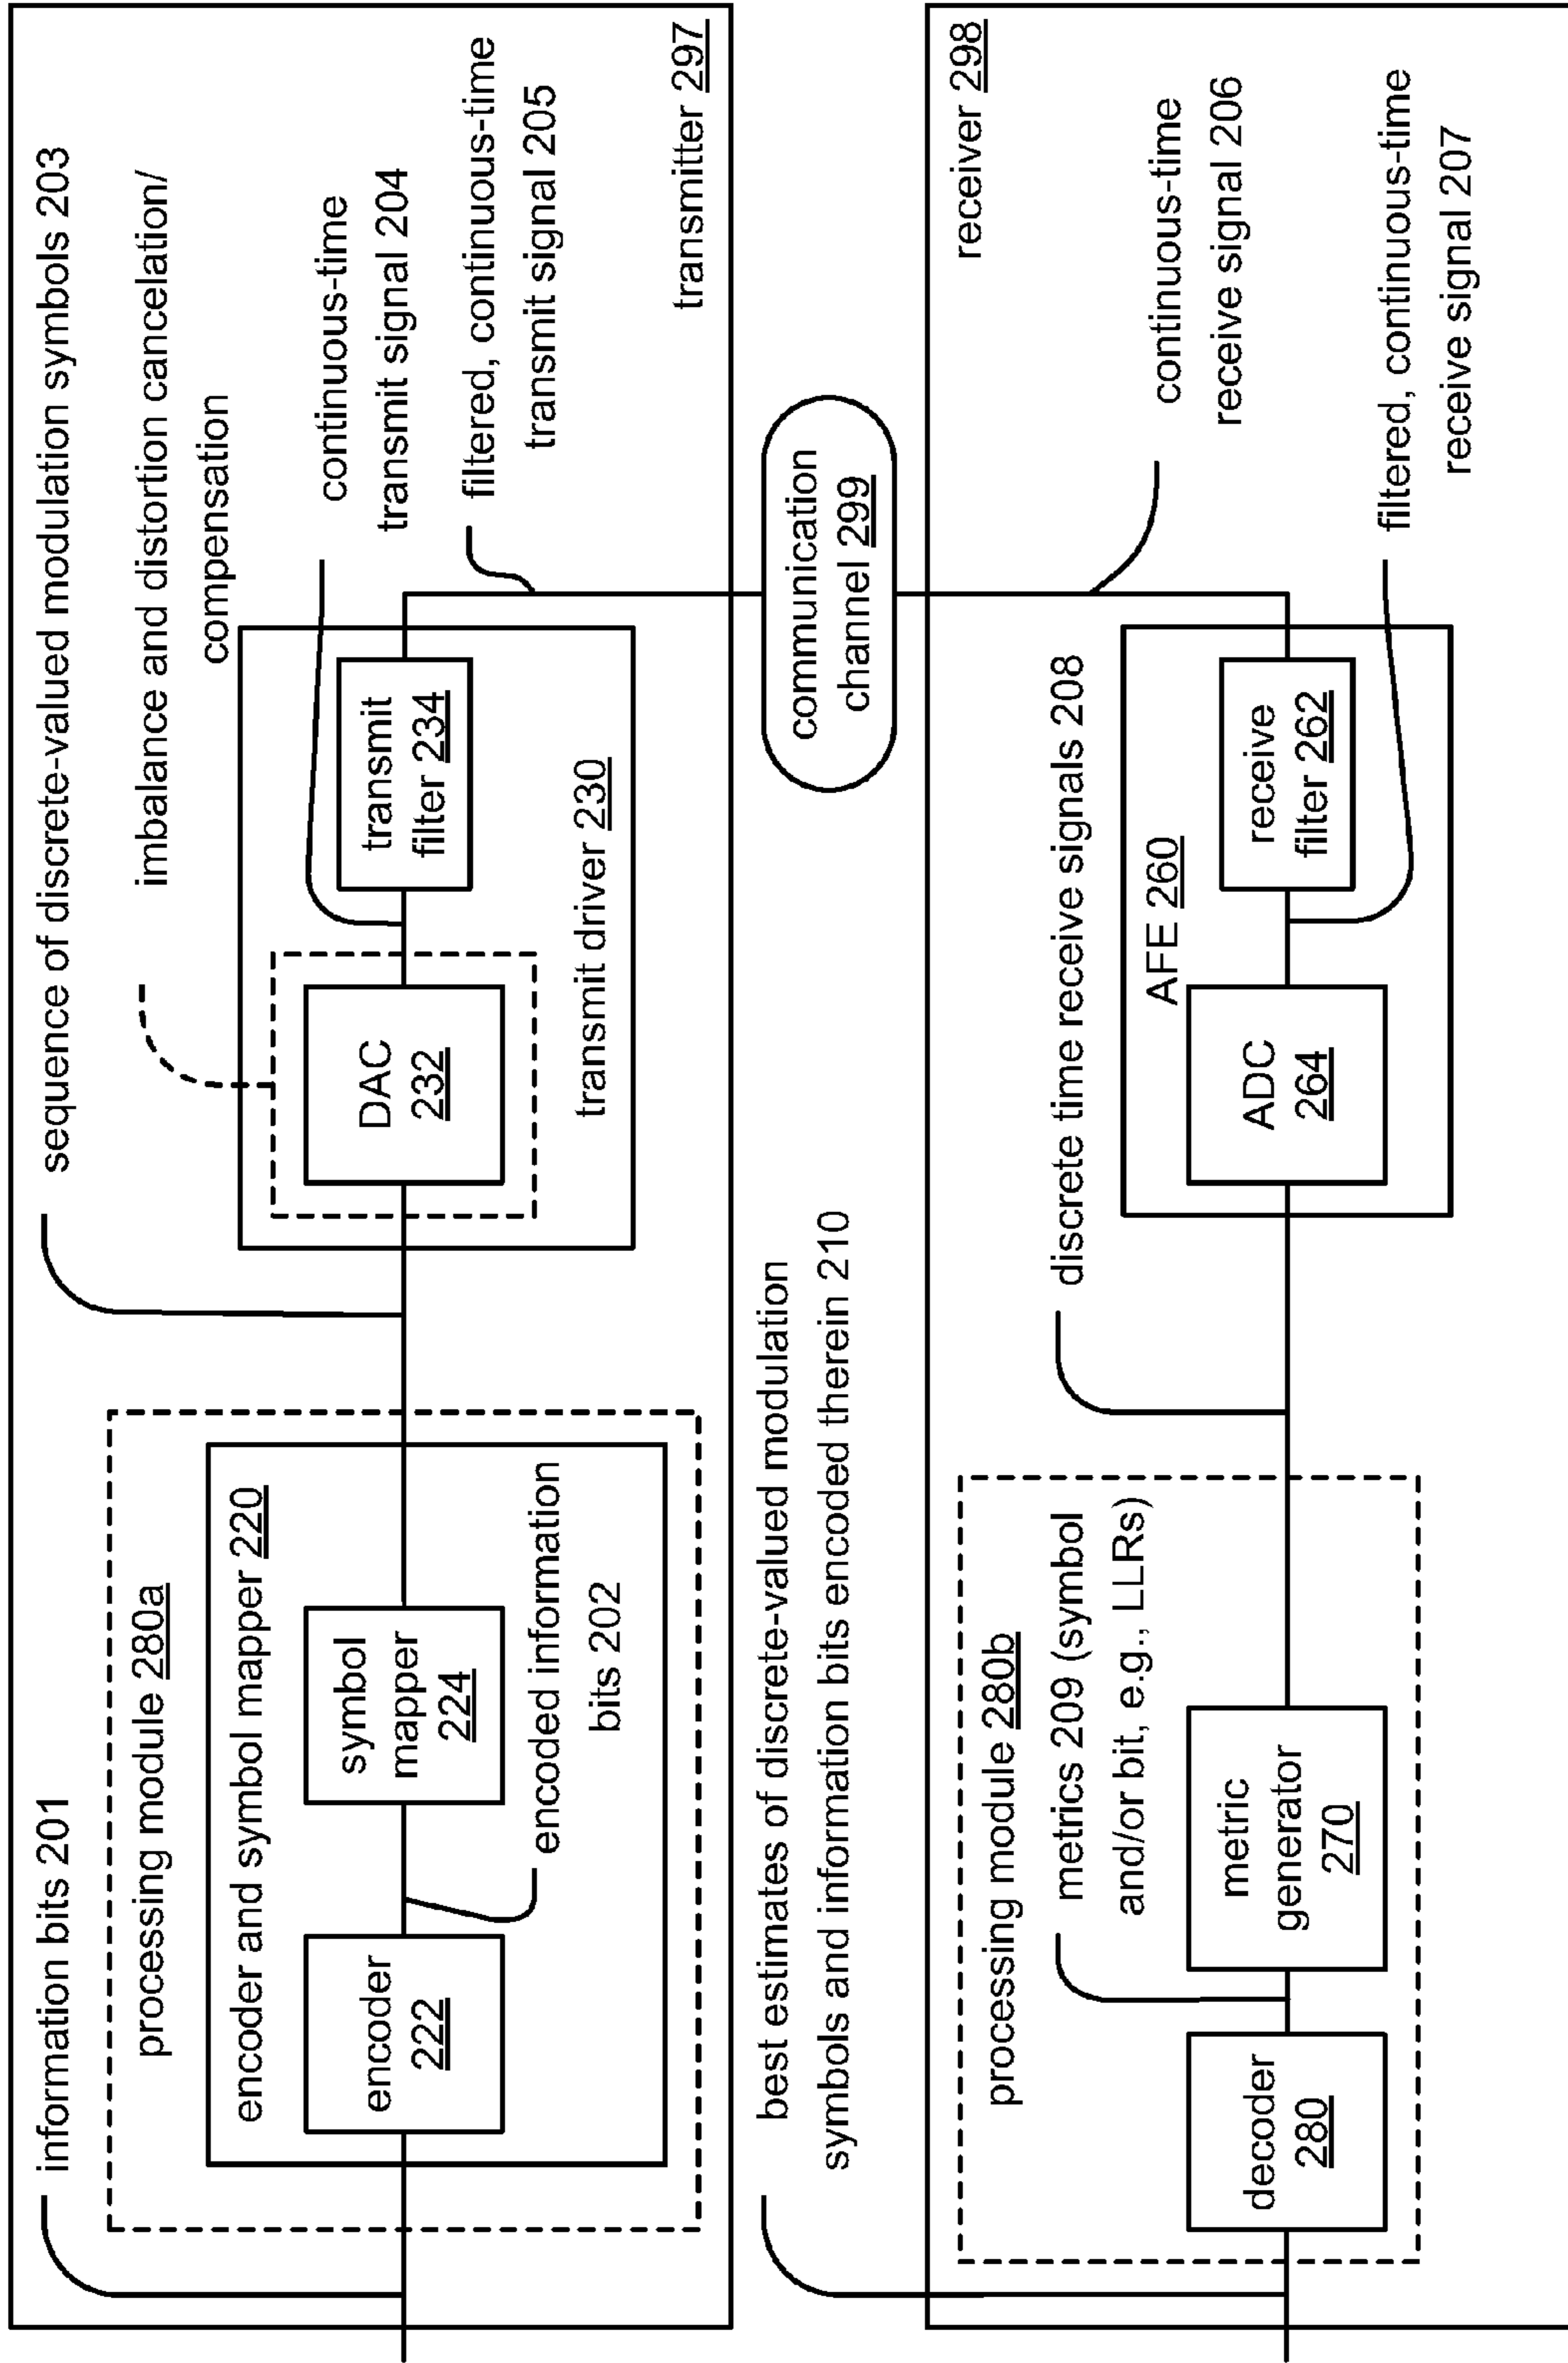 information bits 201
sequence of discrete-valued modulation symbols 203
processing module 280a
imbalance and distortion cancelation/
compensation
encoder and symbol mapper 220
encoder
222
symbol
mapper
224
encoded information
bits 202
DAC
232
transmit
filter 234
transmit driver 230
continuous-time
transmit signal 204
filtered, continuous-time
transmit signal 205
transmitter 297
communication
channel 299
best estimates of discrete-valued modulation
symbols and information bits encoded therein 210
receiver 298
processing module 280b
metrics 209 (symbol
and/or bit, e.g., LLRs)
decoder
280
metric
generator
270
discrete time receive signals 208
AFE 260
ADC
264
receive
filter 262
continuous-time
receive signal 206
filtered, continuous-time
receive signal 207